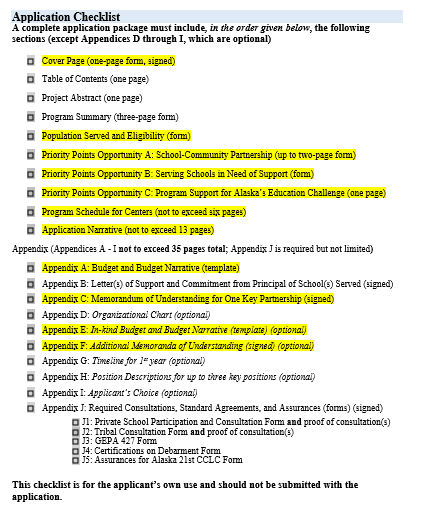 Application Checklist
A complete application package must include, in the order given below, the following
sections (except Appendices D through I, which are optional)
Cover Page (one-page form, signed)
Table of Contents (one page)
Project Abstract (one page)
Program Summary (three-page form)
Population Served and Eligibility (form)
Priority Points Opportunity A: School-Community Partnership (up to two-page form)
Priority Points Opportunity B: Serving Schools in Need of Support (form)
Priority Points Opportunity C: Program Support for Alaska's Education Challenge (one page)
Program Schedule for Centers (not to exceed six pages)
Application Narrative (not to exceed 13 pages)
Appendix (Appendices A - I not to exceed 35 pages total; Appendix J is required but not limited)
Appendix A: Budget and Budget Narrative (template)
Appendix B: Letter(s) of Support and Commitment from Principal of School(s) Served (signed)
Appendix C: Memorandum of Understanding for One Key Partnership (signed)
Appendix D: Organizational Chart (optional)
Appendix E: In-kind Budget and Budget Narrative (template) (optional)
Appendix F: Additional Memoranda of Understanding (signed) (optional)
Appendix G: Timeline for 1st year (optional)
Appendix H: Position Descriptions for up to three key positions (optional)
Appendix I: Applicant's Choice (optional)
Appendix J: Required Consultations, Standard Agreements, and Assurances (forms) (signed)
J1: Private School Participation and Consultation Form and proof of consultation(s)
J2: Tribal Consultation Form and proof of consultation(s)
J3: GEPA 427 Form
J4: Certifications on Debarment Form
J5: Assurances for Alaska 21st CCLC Form
This checklist is for the applicant's own use and should not be submitted with the
application.